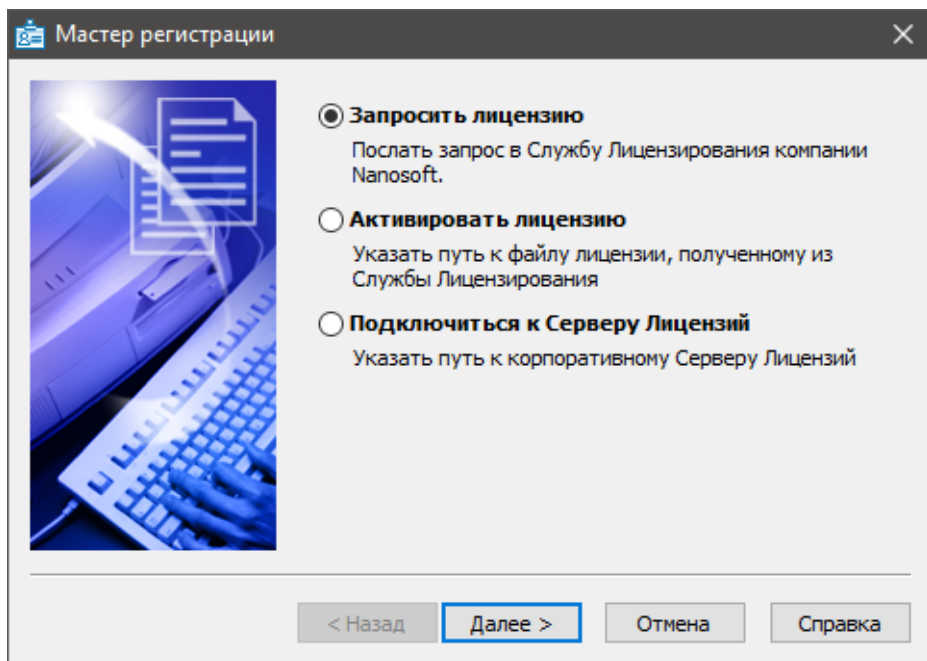 Мастер регистрации
Запросить лицензию
Послать запрос в Службу Лицензирования компании
Nanosoft.
Активировать лицензию
Указать путь к файлу лицензии, полученному из
Службы Лицензирования
Подключиться к Серверу Лицензий
Указать путь к корпоративному Серверу Лицензий
< Назад
Далее >
Отмена
Справка